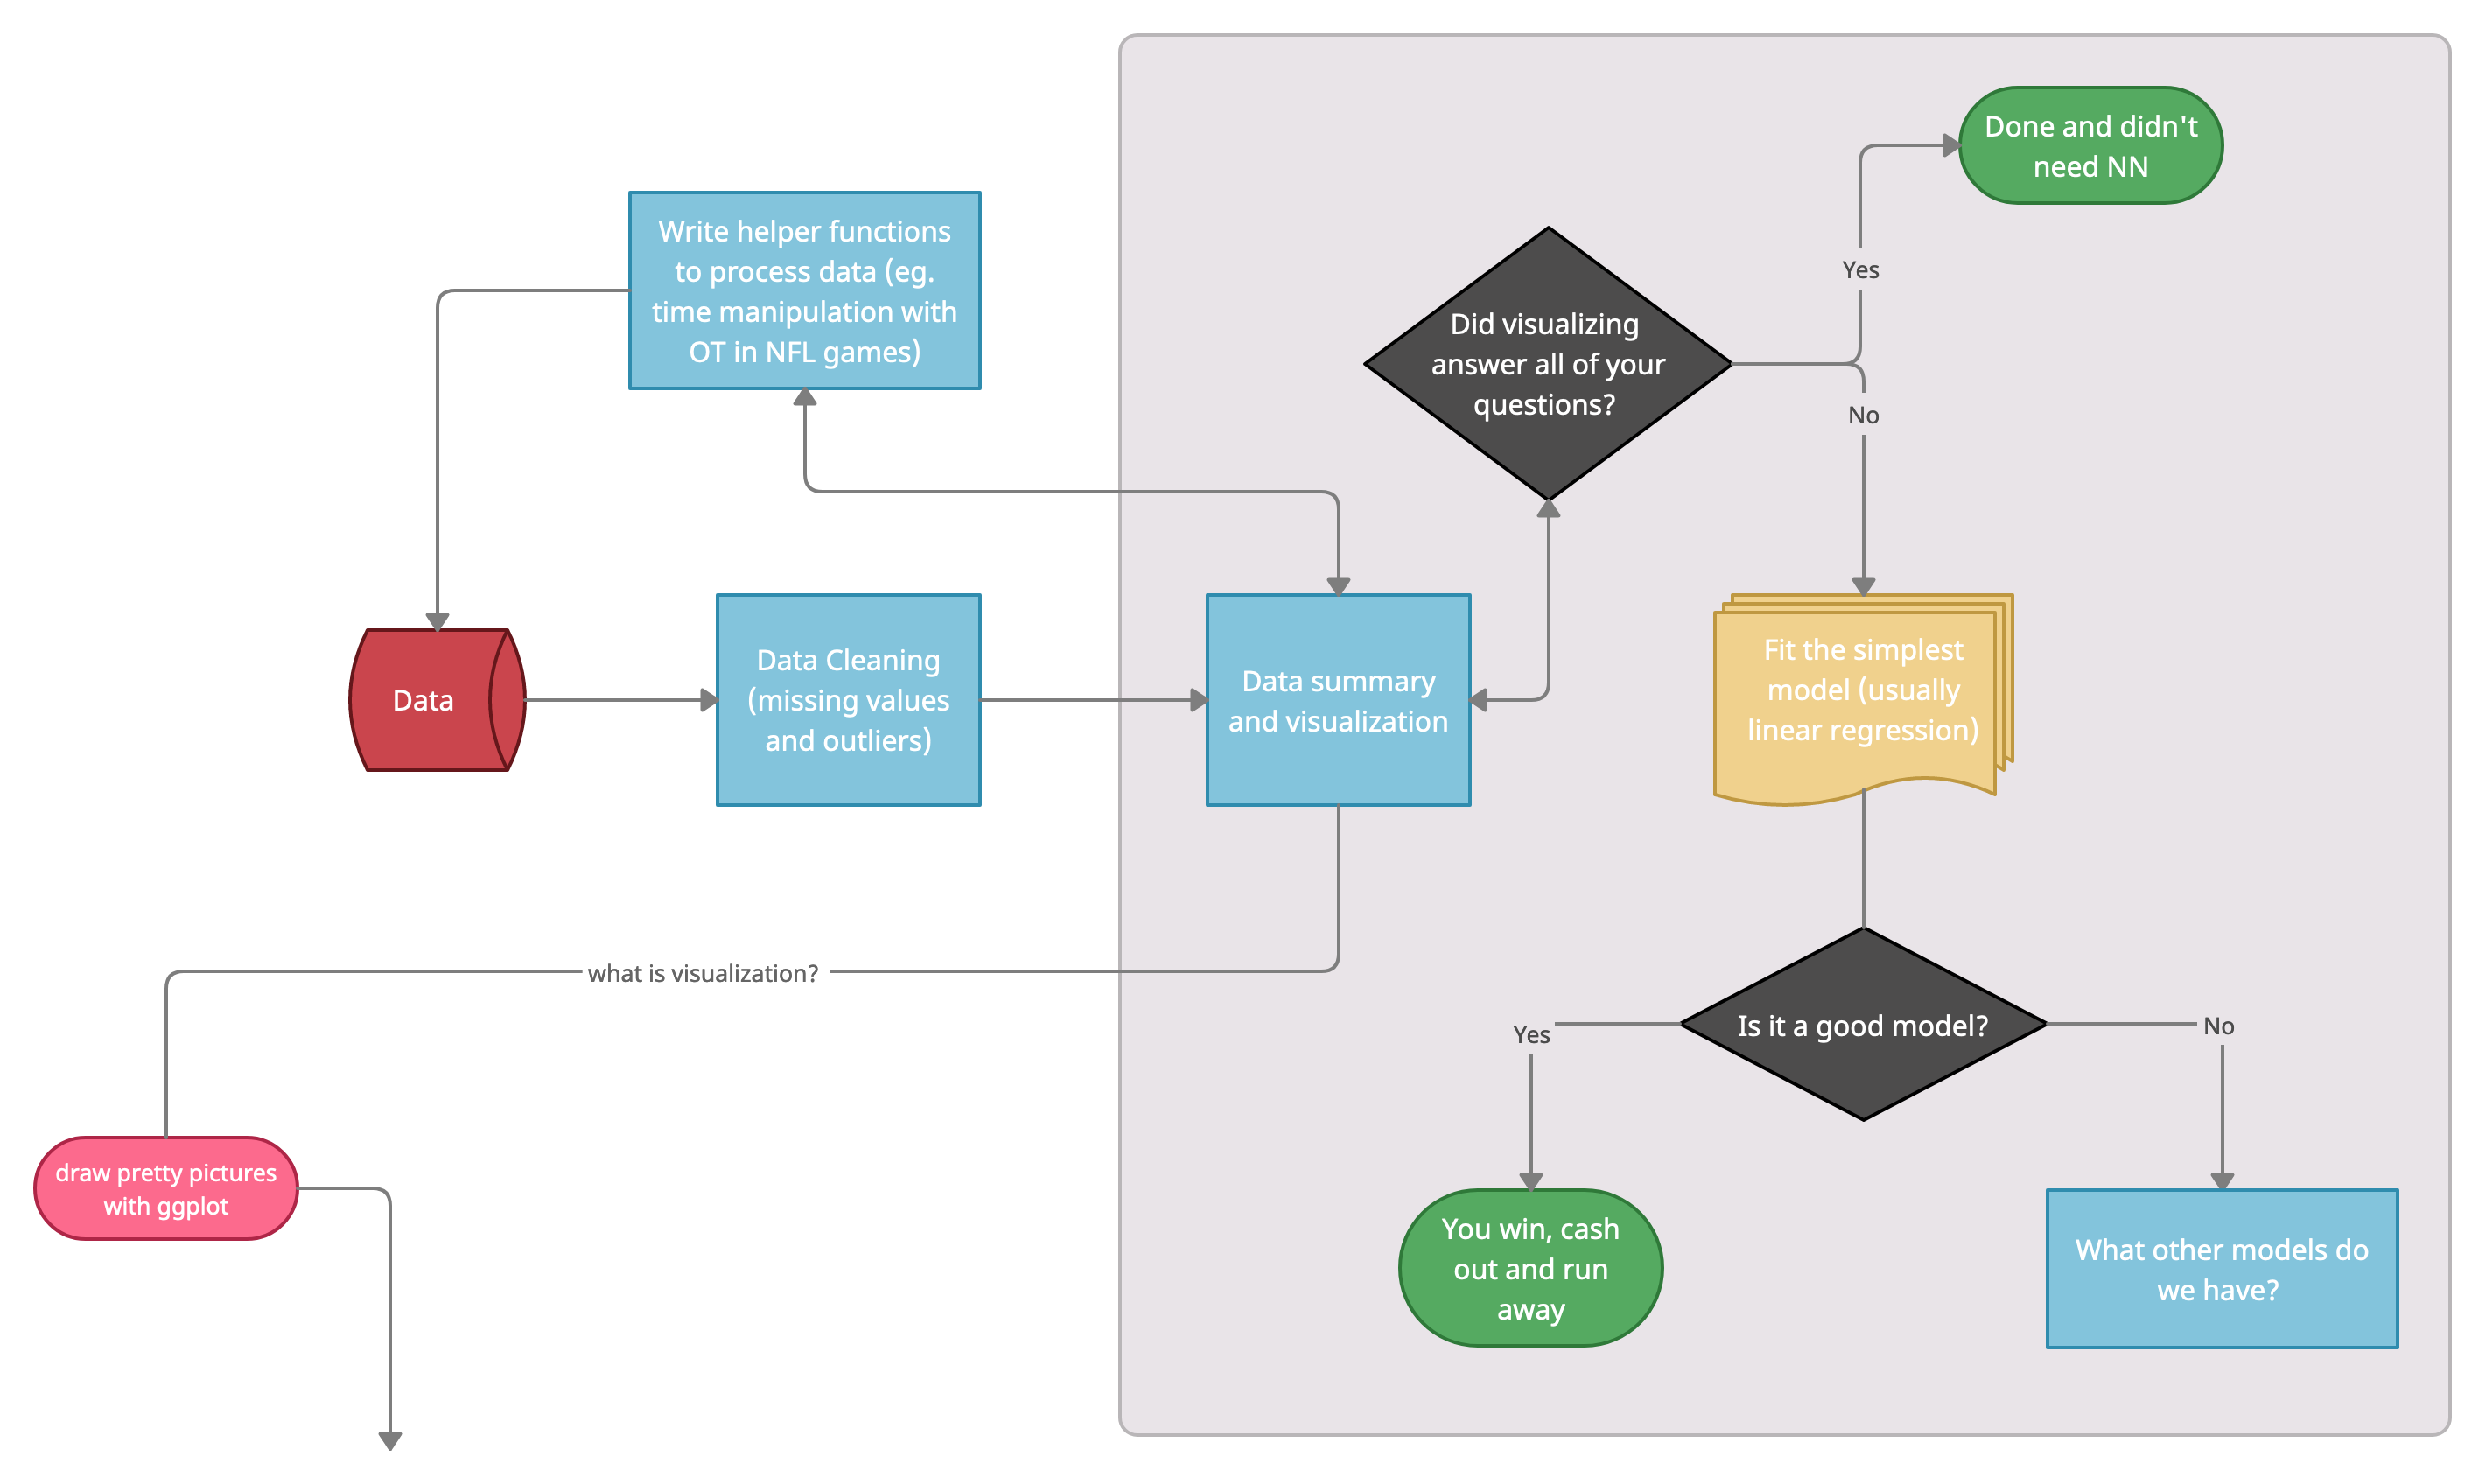 Done and didn't
need NN
Write helper functions
to process data (eg.
time manipulation with
OT in NFL games)
Yes
Did visualizing
answer all of your
questions?
No
Data
Data Cleaning
(missing values
and outliers)
Data summary
and visualization
Fit the simplest
model (usually
linear regression)
what is visualization?
Is it a good model?
Yes
No
draw pretty pictures
with ggplot
You win, cash
out and run
away
What other models do
we have?